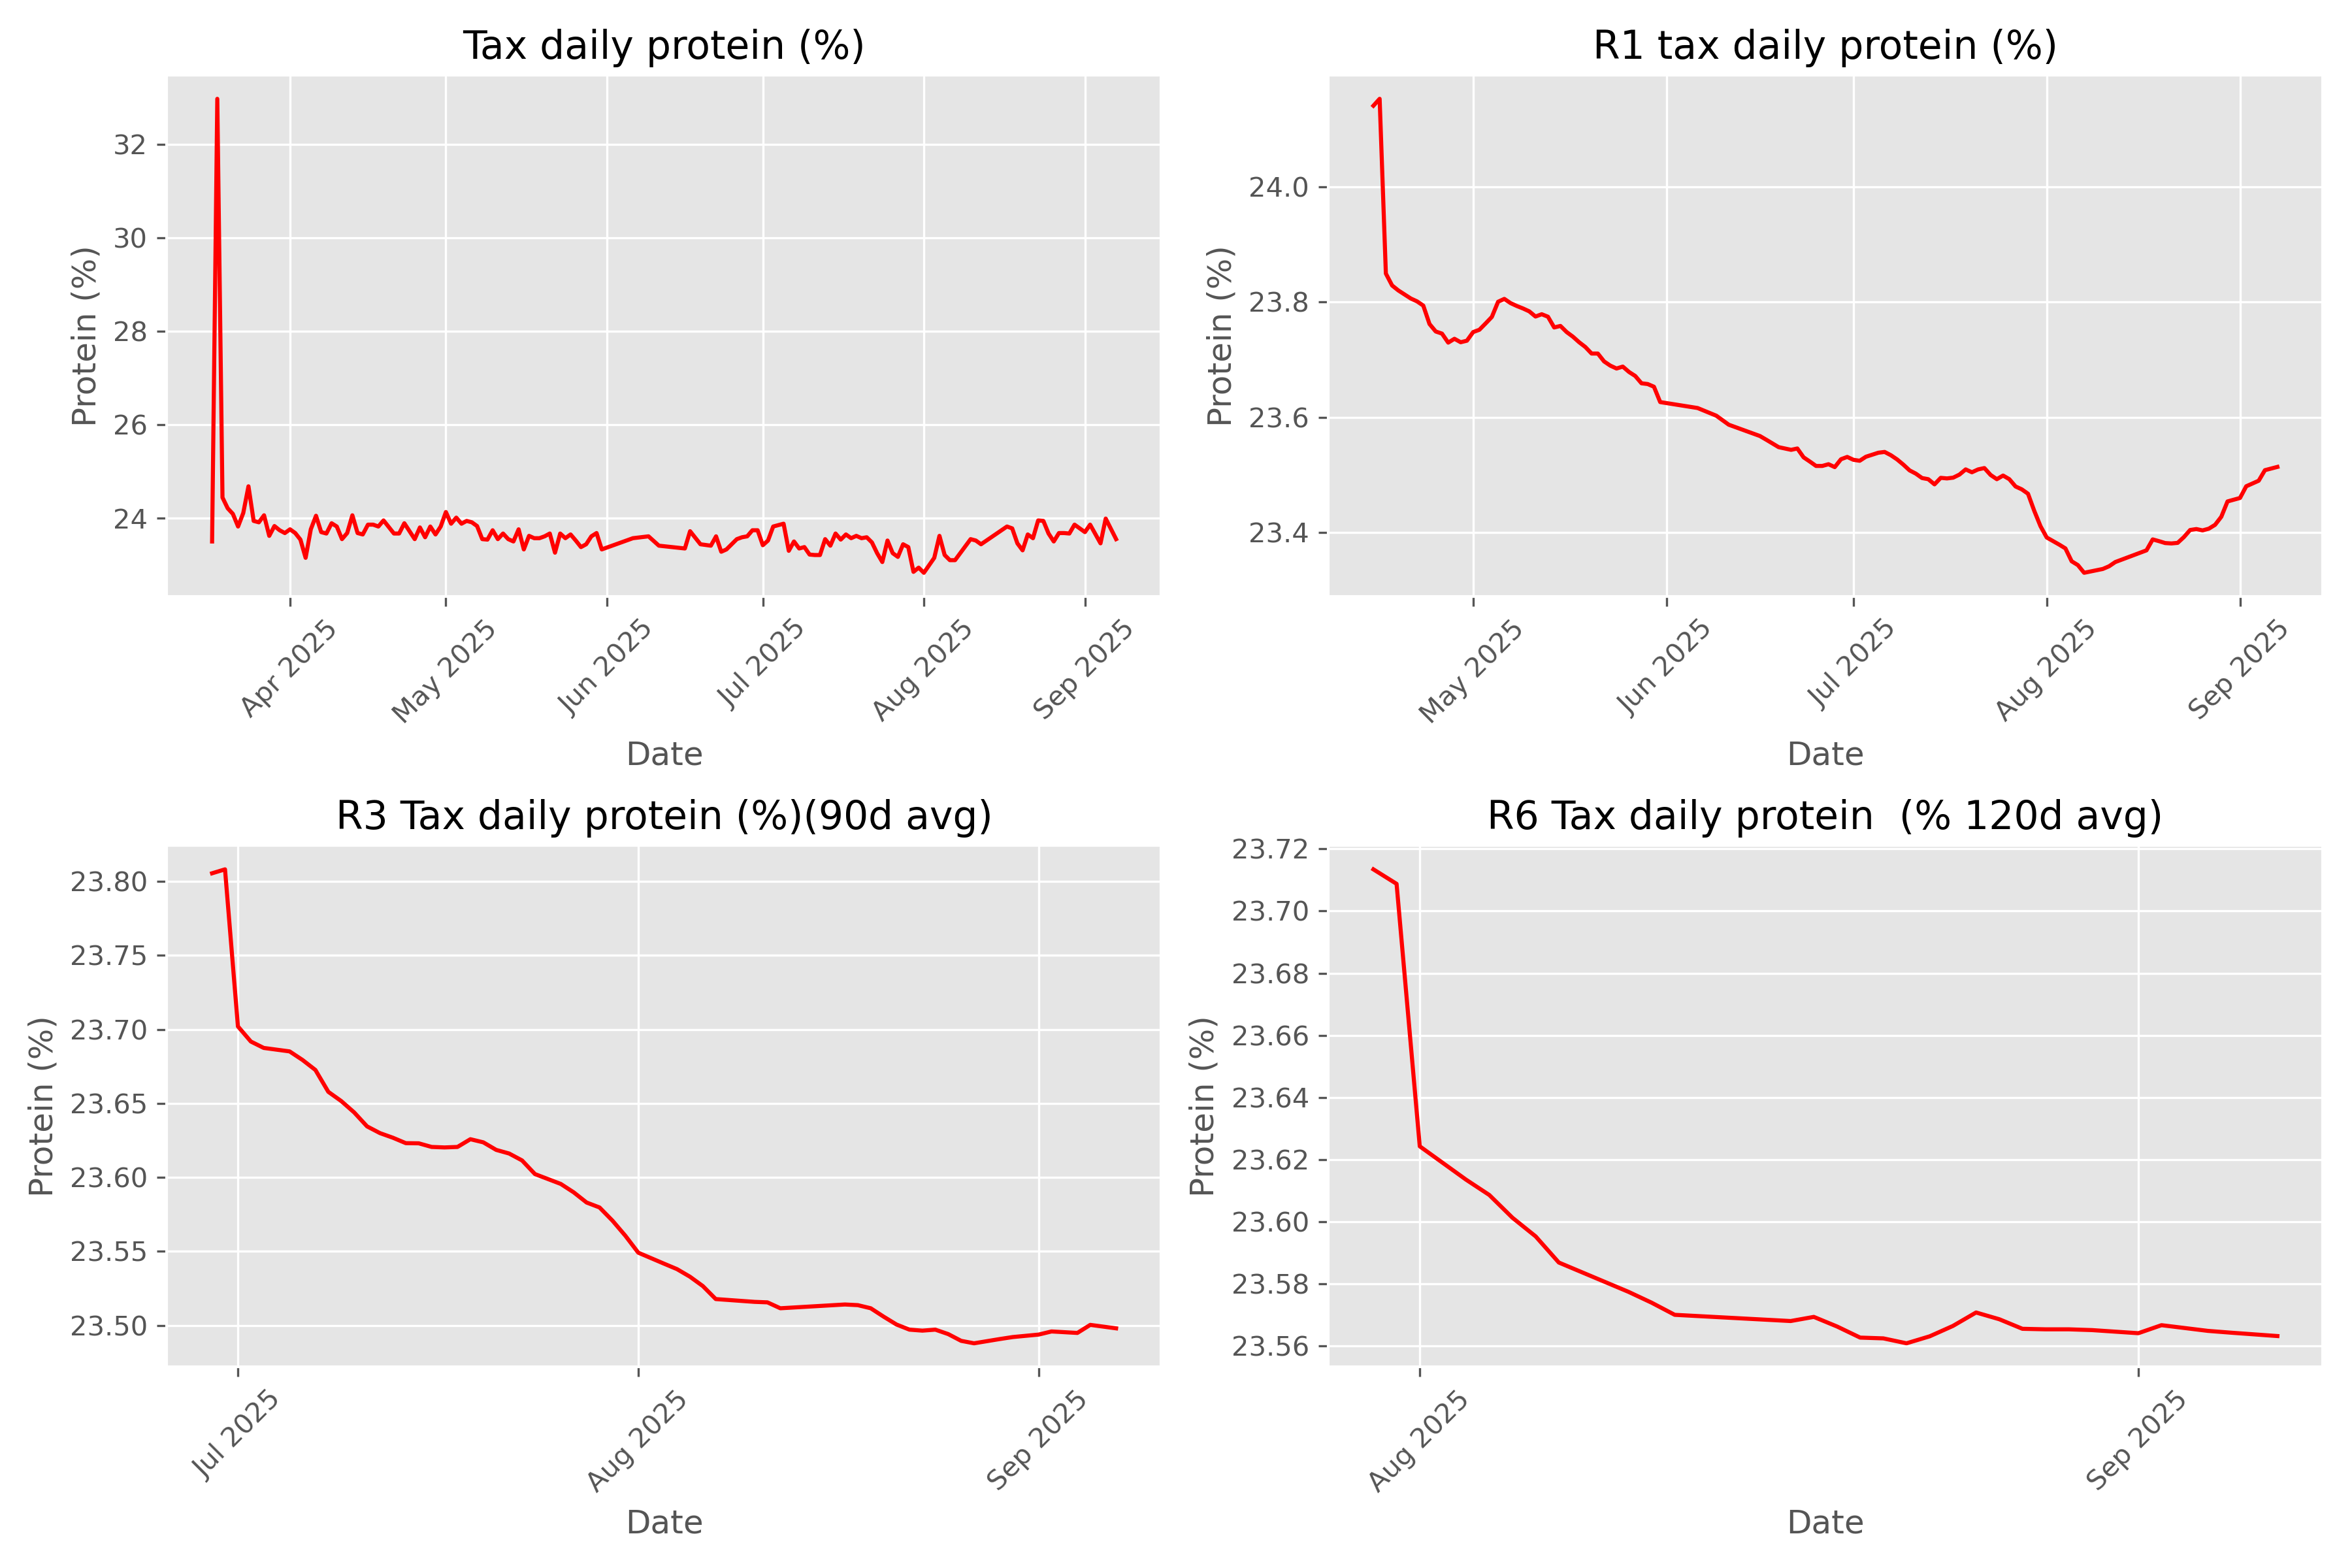 Tax daily protein (%)
Protein (%)
32
30
28
26
24
Apr 2025
May 2025
Jun 2025
Jul 2025
Aug 2025
Sep 2025
Date
R1 tax daily protein (%)
Protein (%)
24.0
23.8
23.6
23.4
May 2025
Jun 2025
Jul 2025
Aug 2025
Sep 2025
Date
R3 Tax daily protein (%)(90d avg)
Protein (%)
23.80
23.75
23.70
23.65
23.60
23.55
23.50
Jul 2025
Aug 2025
Sep 2025
Date
R6 Tax daily protein  (% 120d avg)
Protein (%)
23.72
23.70
23.68
23.66
23.64
23.62
23.60
23.58
23.56
Aug 2025
Sep 2025
Date